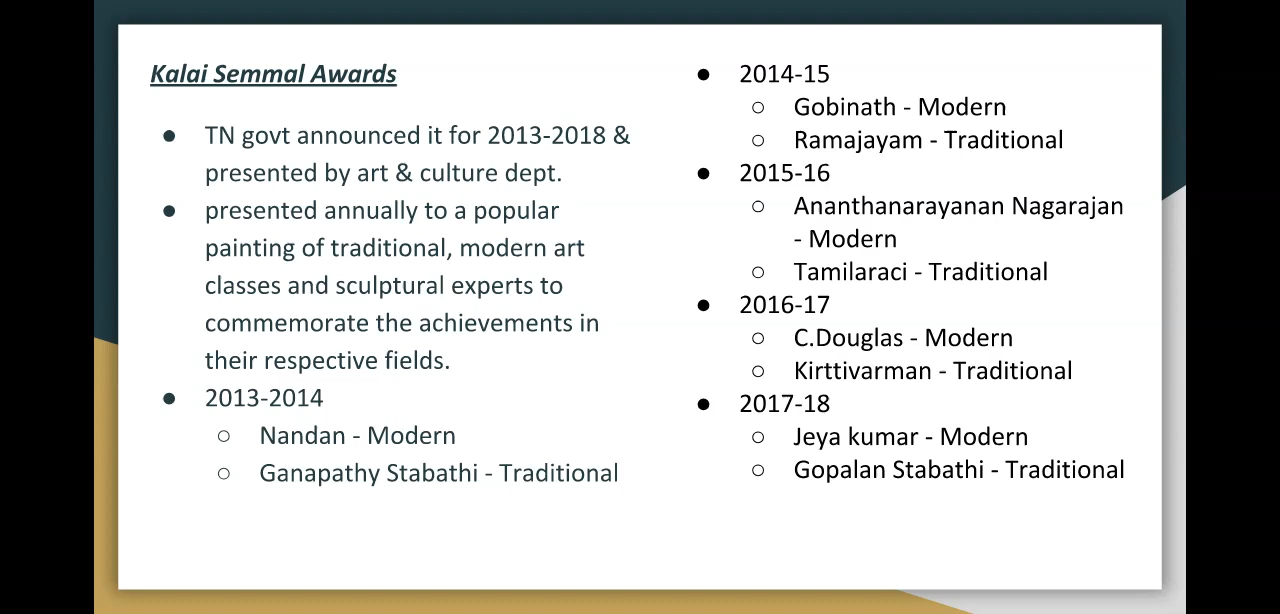 Kalai Semmal Awards
● TN govt announced it for 2013-2018 &
presented by art & culture dept.
● presented annually to a popular
painting of traditional, modern art
classes and sculptural experts to
commemorate the achievements in
their respective fields.
● 2013-2014
○ Nandan - Modern
○ Ganapathy Stabathi - Traditional
● 2014-15
○ Gobinath - Modern
○ Ramajayam - Traditional
● 2015-16
○ Ananthanarayanan Nagarajan
- Modern
○ Tamilaraci - Traditional
● 2016-17
○ C.Douglas - Modern
○ Kirttivarman - Traditional
● 2017-18
○ Jeya kumar - Modern
○ Gopalan Stabathi - Traditional